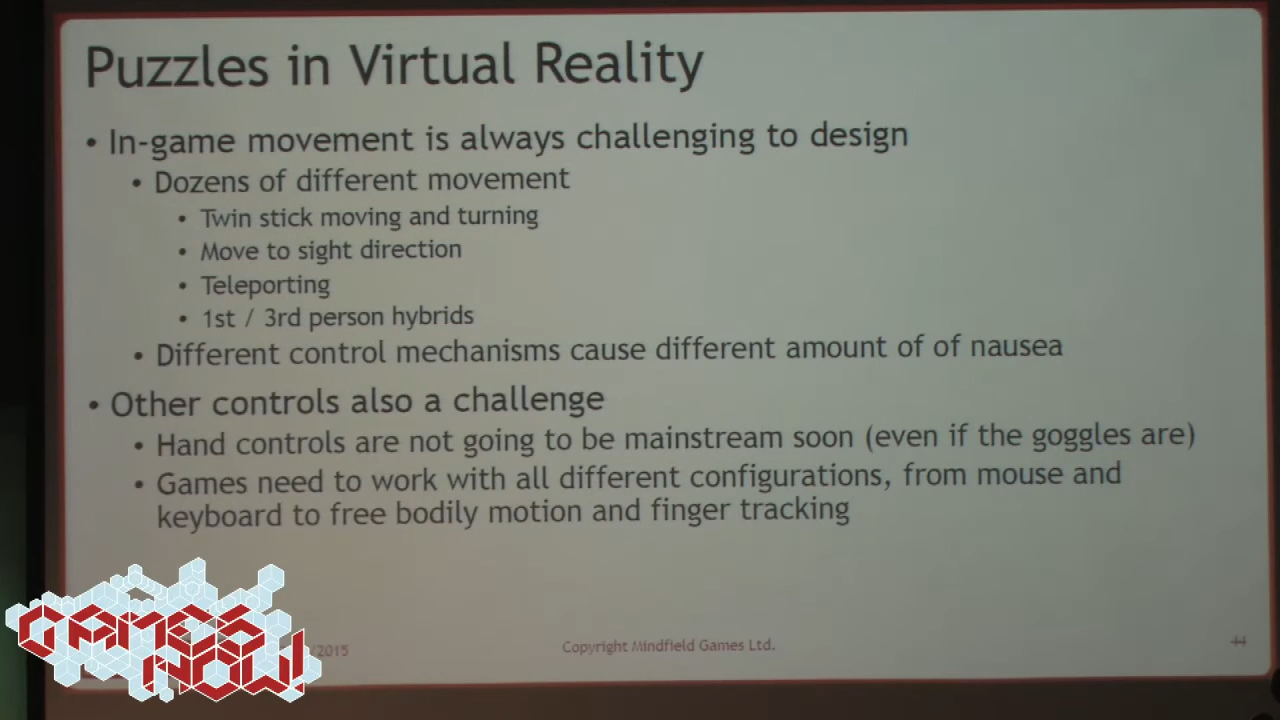 Puzzles in Virtual Reality
• In-game movement is always challenging to design
• Dozens of different movement
• Twin stick moving and turning
• Move to sight direction
• Teleporting
• 1st / 3rd person hybrids
• Different control mechanisms cause different amount of of nausea
• Other controls also a challenge
• Hand controls are not going to be mainstream soon (even if the goggles are)
• Games need to work with all different configurations, from mouse and
keyboard to free bodily motion and finger tracking
GAMES
NOW!
/2015
Copyright Mindfield Games Ltd.
44